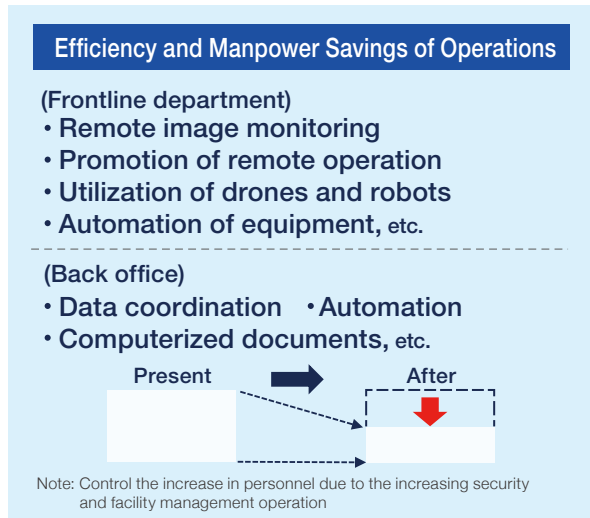 Efficiency and Manpower Savings of Operations
(Frontline department)
・Remote image monitoring
・Promotion of remote operation
・Utilization of drones and robots
・Automation of equipment, etc.
(Back office)
・Data coordination ・Automation
・Computerized documents, etc.
Present After
Note: Control the increase in personnel due to the increasing security
and facility management operation